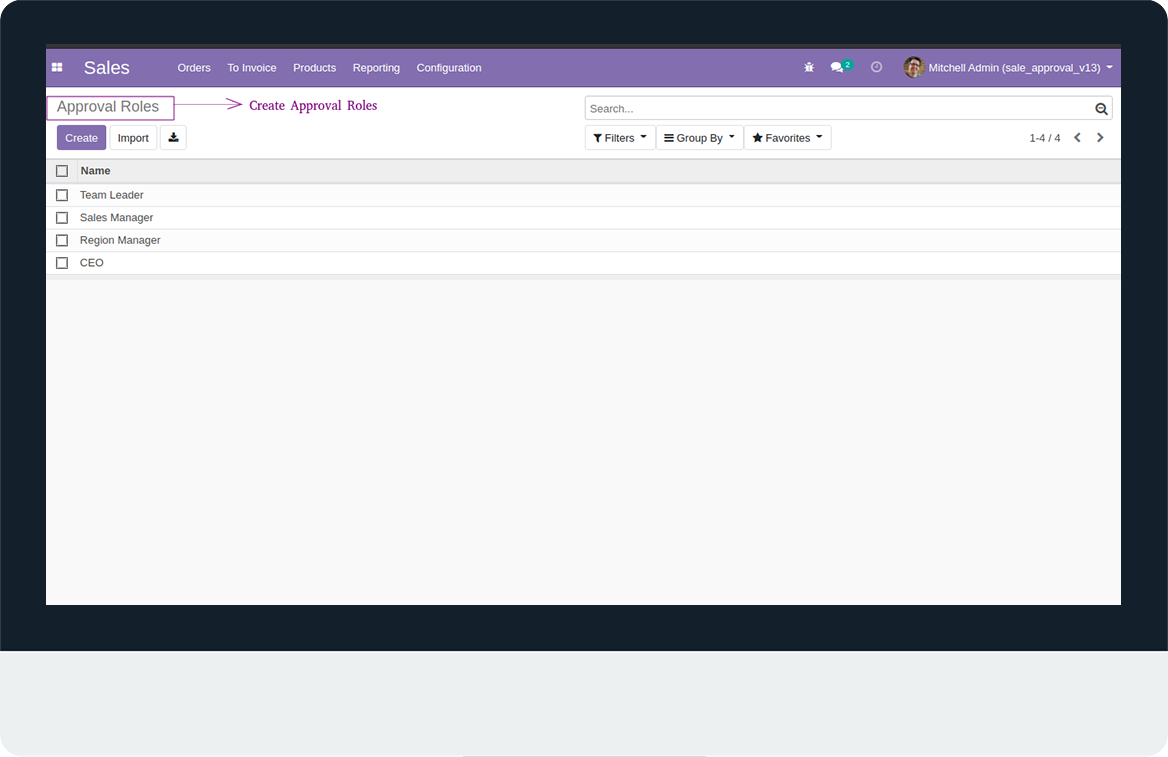 Sales Orders To Invoice Products Reporting Configuration 2 Mitchell Admin (sale_approval_v13)
Approval Roles Create Approval Roles Search...
Create Import Filters Group By Favorites 1-4 / 4
Name
Team Leader
Sales Manager
Region Manager
CEO